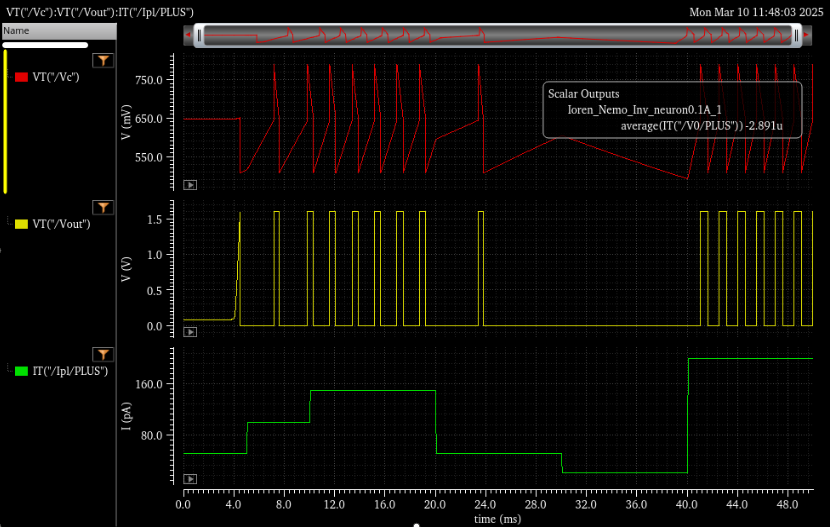 VT("/Vc"):VT("/Vout"):IT("/Ipl/PLUS") Mon Mar 10 11:48:03 2025
Name
VT("/Vc")
750.0
650.0
550.0
V (mV)
Scalar Outputs
loren_Nemo_Inv_neuron0.1A_1
average(IT("/V0/PLUS")) -2.891u
VT("/Vout")
1.5
1.0
0.5
0.0
V (V)
IT("/Ipl/PLUS")
160.0
80.0
I (pA)
0.0 4.0 8.0 12.0 16.0 20.0 24.0 28.0 32.0 36.0 40.0 44.0 48.0
time (ms)